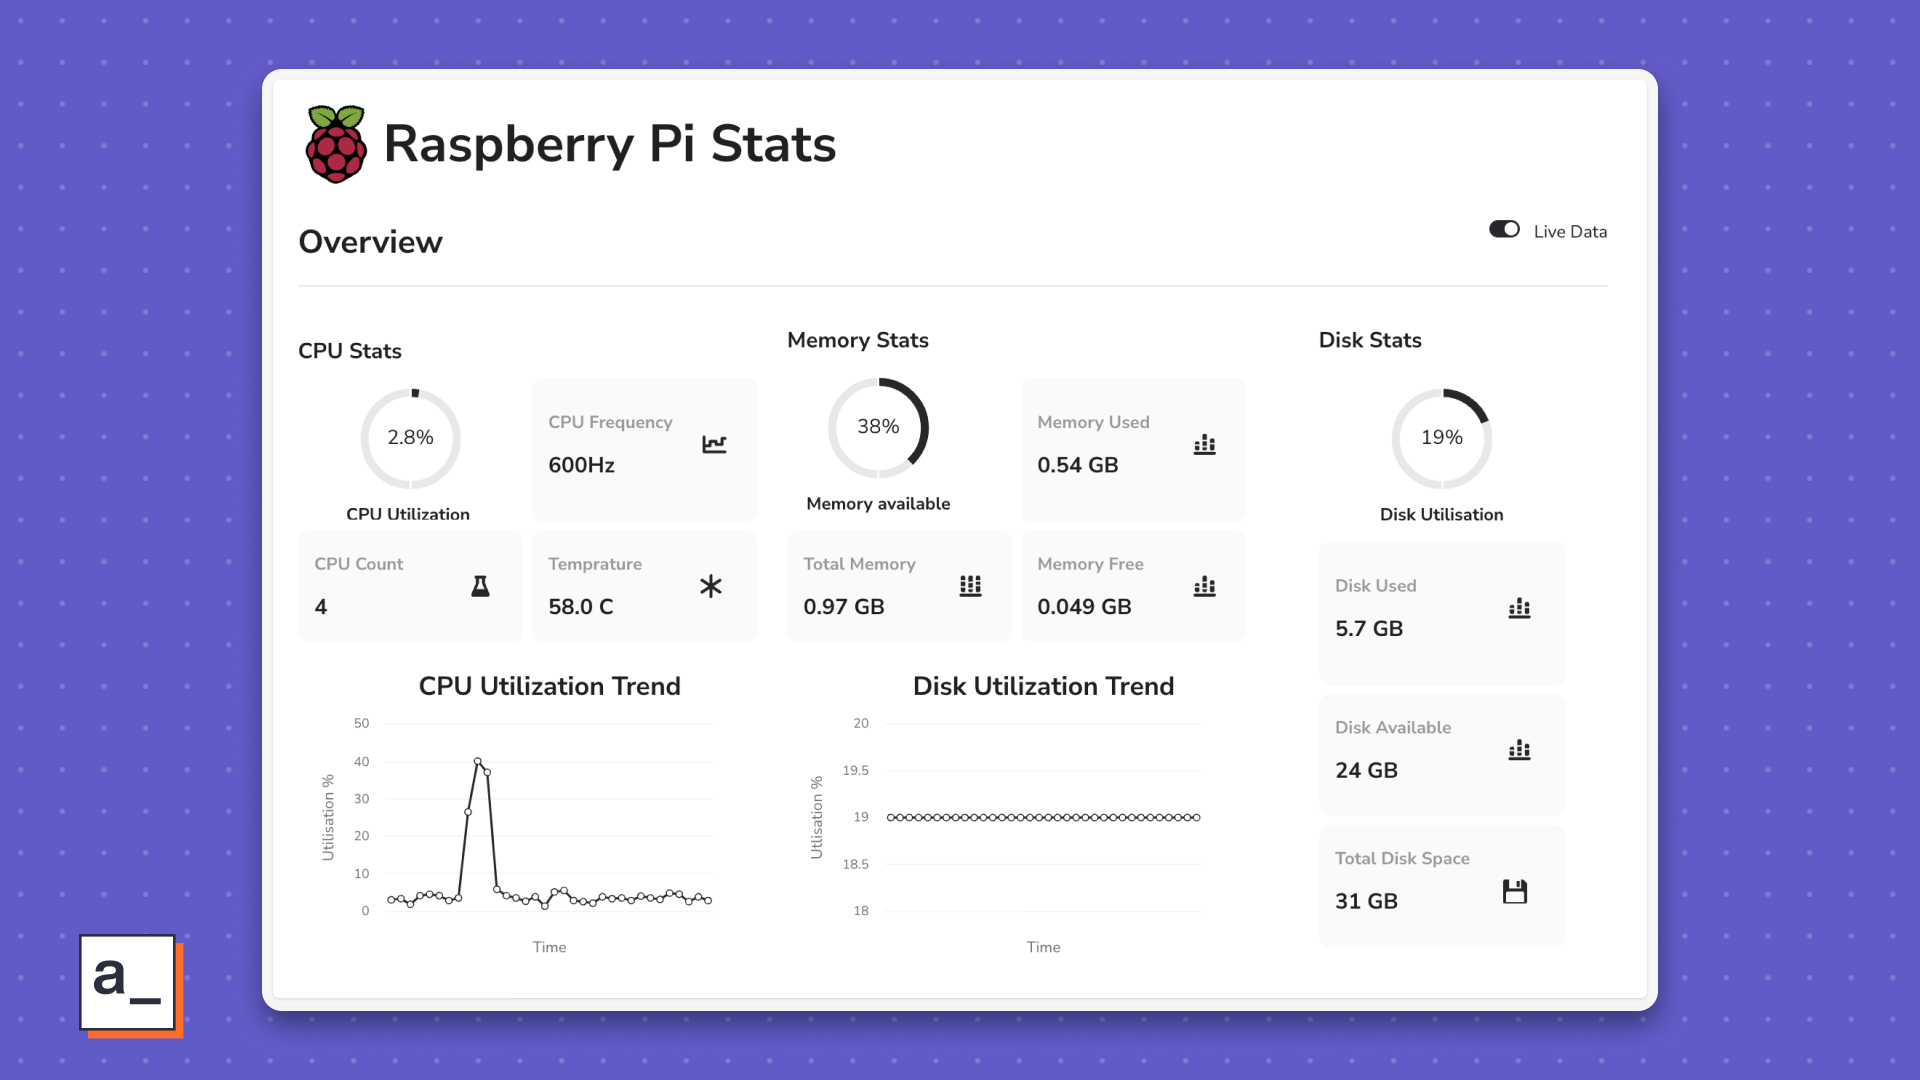 Raspberry Pi Stats
Overview
Live Data
CPU Stats
2.8%
CPU Utilization
CPU Frequency
600Hz
CPU Count
4
Temprature
58.0 C
Memory Stats
38%
Memory available
Memory Used
0.54 GB
Total Memory
0.97 GB
Memory Free
0.049 GB
Disk Stats
19%
Disk Utilisation
Disk Used
5.7 GB
Disk Available
24 GB
Total Disk Space
31 GB
CPU Utilization Trend
50
40
30
20
10
0
Utilisation %
Time
Disk Utilization Trend
20
19.5
19
18.5
18
Utlisation %
Time
a_